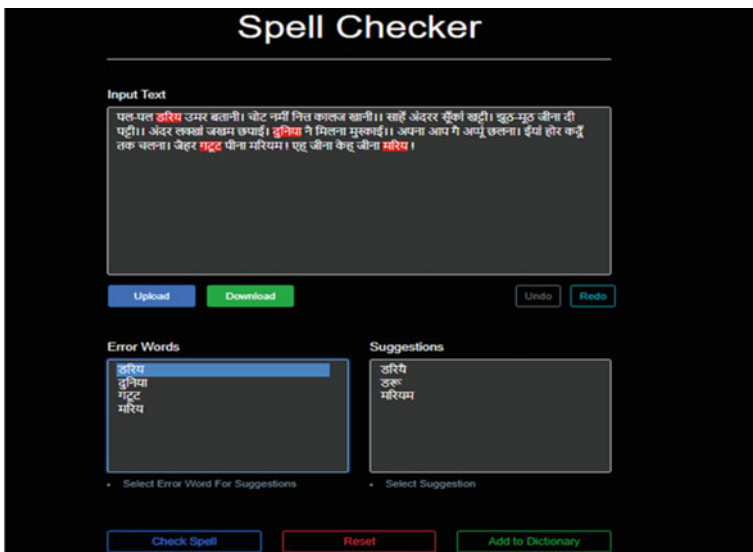 Spell Checker
Input Text
पल-पल डरिय उमर बतानी। चोट नमीं नित्त कालज खानी।। साहें अंदरर सूँकां खट्टी। झूठ-मूठ जीना दी
पट्टी।। अंदर लक्खां जखम छपाई। दुनिया नै मिलना मुस्काई।। अपना आप गै अप्पूं छलना। ईयां होर कदूँ
तक चलना। जैहर गटूट पीना मरियम ! एह् जीना केह् जीना मरिय !
Upload Download Undo Redo
Error Words Suggestions
डरिय डरियै
दुनिया डरू
गटूट मरियम
मरिय
• Select Error Word For Suggestions • Select Suggestion
Check Spell Reset Add to Dictionary